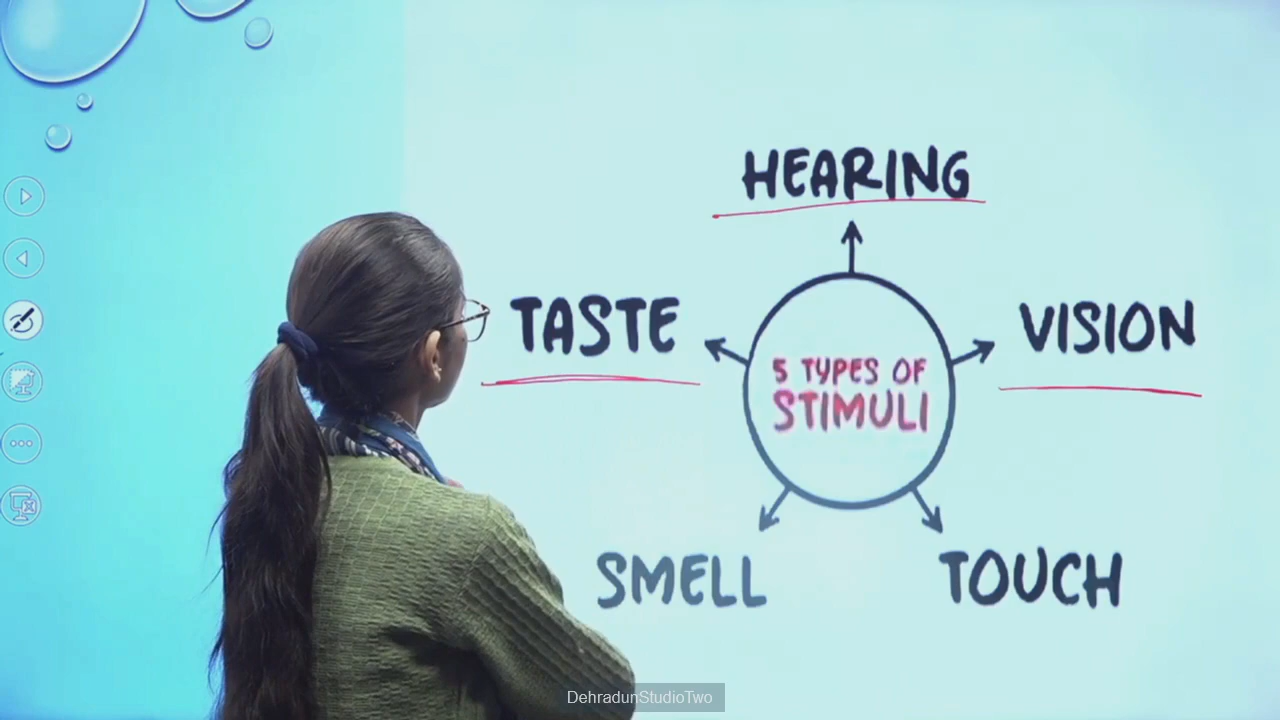 HEARING
TASTE
VISION
5 TYPES OF
STIMULI
SMELL
TOUCH
DehradunStudioTwo